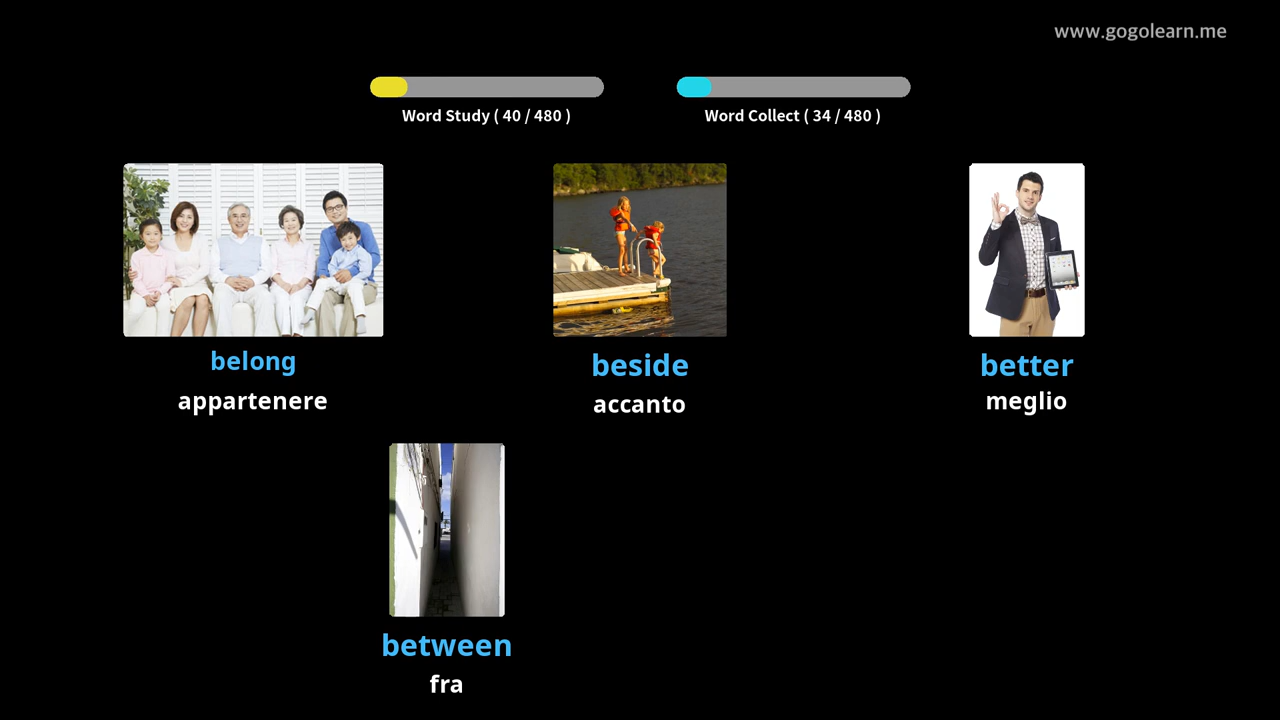 www.gogolearn.me
Word Study ( 40 / 480 )
Word Collect ( 34 / 480 )
belong
appartenere
beside
accanto
better
meglio
between
fra